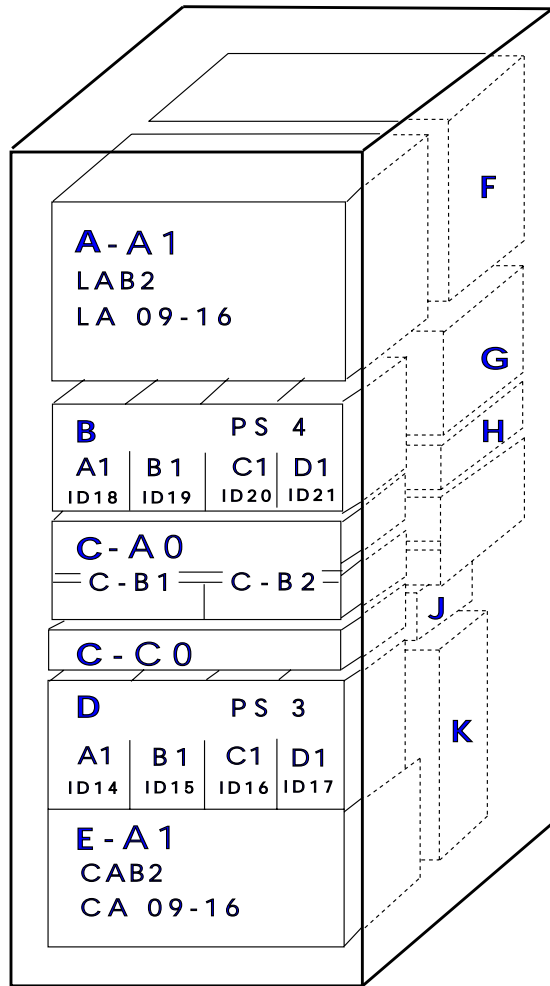 A-A1
LAB2
LA 09-16
B PS 4
A1 B1 C1 D1
ID18 ID19 ID20 ID21
C-A0
C-B1 C-B2
C-C0
D PS 3
A1 B1 C1 D1
ID14 ID15 ID16 ID17
E-A1
CAB2
CA 09-16
F
G
H
J
K